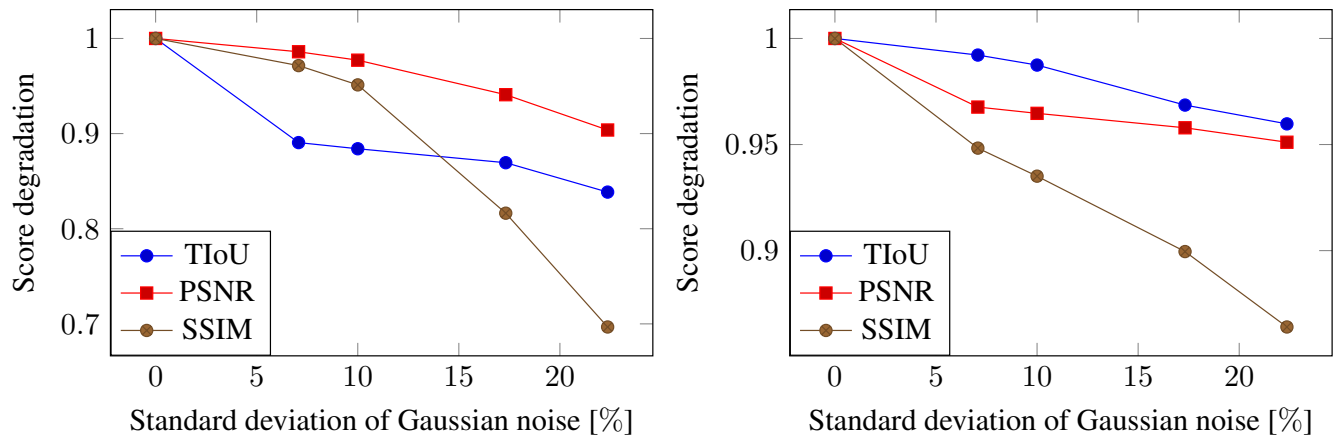 1
0.9
0.8
0.7
Score degradation
TIoU
PSNR
SSIM
0 5 10 15 20
Standard deviation of Gaussian noise [%]
1
0.95
0.9
Score degradation
TIoU
PSNR
SSIM
0 5 10 15 20
Standard deviation of Gaussian noise [%]